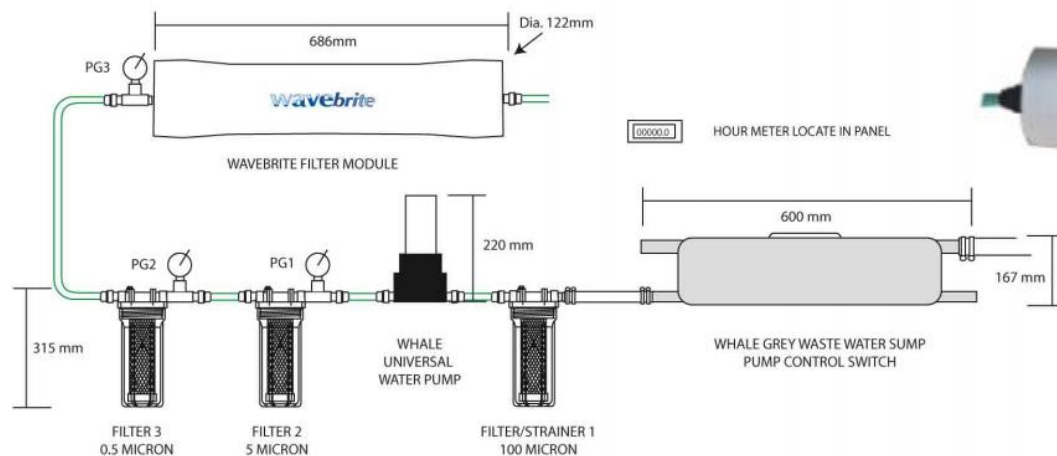 686mm
Dia. 122mm
PG3
wavebrite
00000.0
HOUR METER LOCATE IN PANEL
WAVEBRITE FILTER MODULE
600 mm
220 mm
167 mm
PG2
PG1
315 mm
WHALE
UNIVERSAL
WATER PUMP
WHALE GREY WASTE WATER SUMP
PUMP CONTROL SWITCH
FILTER 3
0.5 MICRON
FILTER 2
5 MICRON
FILTER/STRAINER 1
100 MICRON